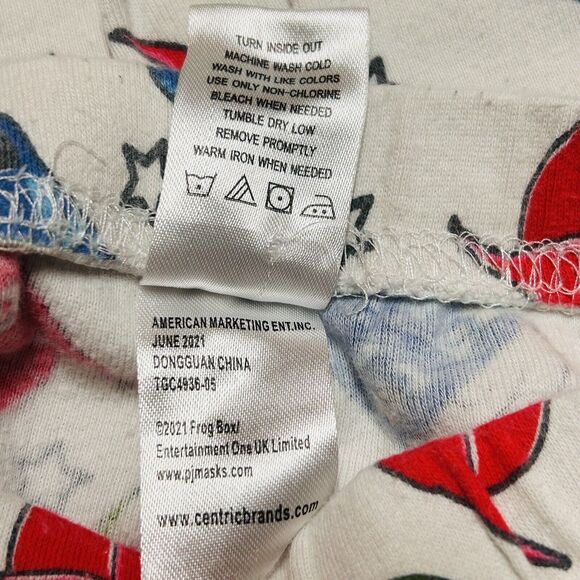 TURN INSIDE OUT
MACHINE WASH COLD
WASH WITH LIKE COLORS
USE ONLY NON-CHLORINE
BLEACH WHEN NEEDED
TUMBLE DRY LOW
REMOVE PROMPTLY
WARM IRON WHEN NEEDED
AMERICAN MARKETING ENT.INC.
JUNE 2021
DONGGUAN CHINA
TGC4936-05
©2021 Frog Box/
Entertainment One UK Limited
www.pjmasks.com
www.centricbrands.com